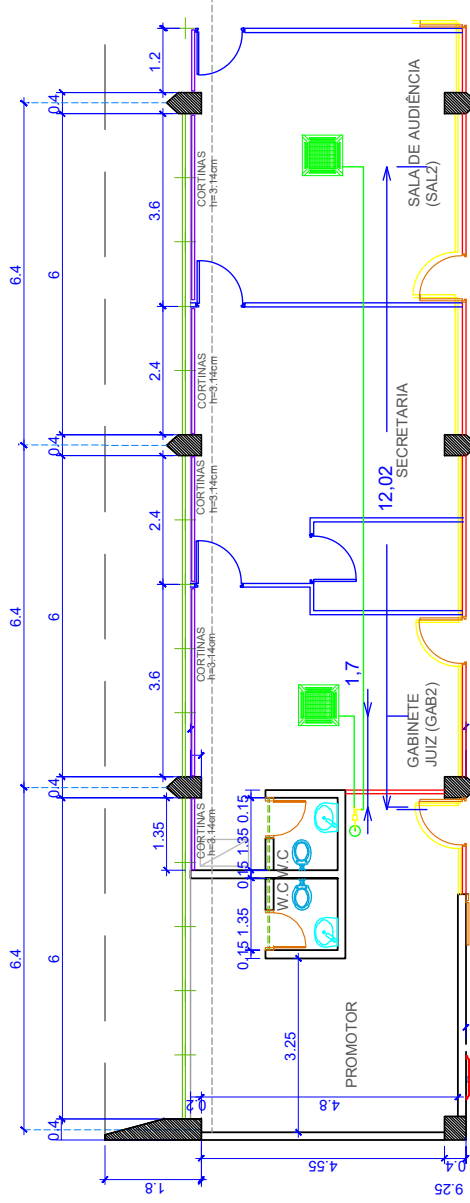 6.4
6.4
6.4
0.4
6
0.4
6
0.4
6
0.4
1.35
3.6
2.4
2.4
3.6
1.2
1.8
0.2
CORTINAS
h=3.14cm
CORTINAS
h=3.14cm
CORTINAS
h=3.14cm
CORTINAS
h=3.14cm
CORTINAS
h=3.14cm
0.15 1.35
0.15 1.35 0.15
W.C
W.C
3.25
4.55
4.8
1,7
12,02
PROMOTOR
GABINETE
JUIZ (GAB2)
SECRETARIA
SALA DE AUDIÊNCIA
(SAL2)
0.4
9.25